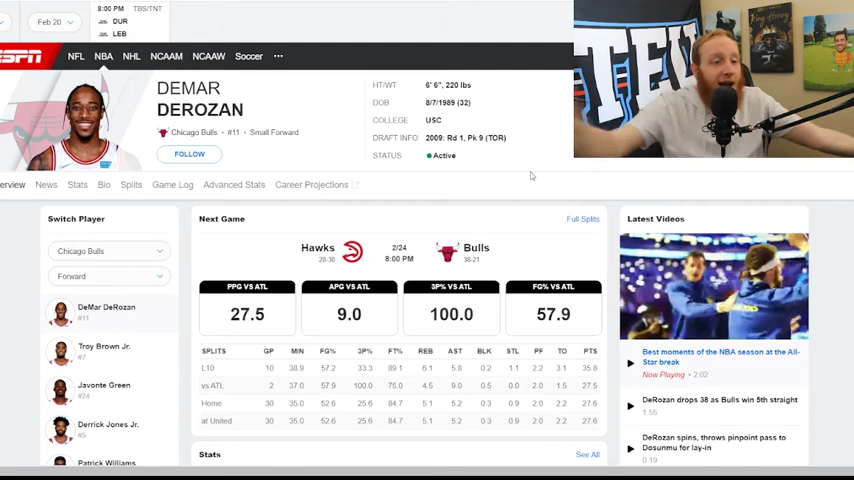 8:00 PM TBS/TNT
Feb 20
DUR
LEB
ESPN
NFL NBA NHL NCAAM NCAAW Soccer
DEMAR
DEROZAN
Chicago Bulls • #11 • Small Forward
FOLLOW
HT/WT 6' 6", 220 lbs
DOB 8/7/1989 (32)
COLLEGE USC
DRAFT INFO 2009: Rd 1, Pk 9 (TOR)
STATUS Active
erview News Stats Bio Splits Game Log Advanced Stats Career Projections
Switch Player
Chicago Bulls
Forward
DeMar DeRozan
#11
Troy Brown Jr.
#7
Javonte Green
#24
Derrick Jones Jr.
#5
Patrick Williams
Next Game Full Splits
Hawks 2/24 Bulls
28-30 8:00 PM 38-21
PPG VS ATL APG VS ATL 3P% VS ATL FG% VS ATL
27.5 9.0 100.0 57.9
SPLITS GP MIN FG% 3P% FT% REB AST BLK STL PF TO PTS
L10 10 38.9 57.2 33.3 89.1 6.1 5.8 0.2 1.1 2.2 3.1 35.8
vs ATL 2 37.0 57.9 100.0 75.0 4.5 9.0 0.5 0.0 2.0 1.5 27.5
Home 30 35.0 52.6 25.6 84.7 5.1 5.2 0.3 0.9 2.0 2.2 27.6
at United 30 35.0 52.6 25.6 84.7 5.1 5.2 0.3 0.9 2.0 2.2 27.6
Stats See All
Latest Videos
Best moments of the NBA season at the All-
Star break
Now Playing • 2:02
DeRozan drops 38 as Bulls win 5th straight
1:55
DeRozan spins, throws pinpoint pass to
Dosunmu for lay-in
0:19